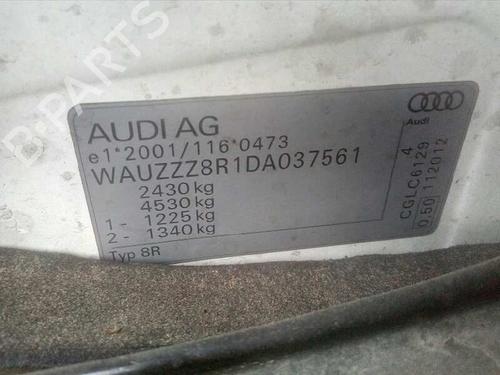 AUDI AG
e1*2001/116*0473
WAUZZZ8R1DA037561
2430 kg
4530 kg
1 - 1225 kg
2 - 1340 kg
Typ 8R
4
CGLC6129
0,50 112012
B-PARTS